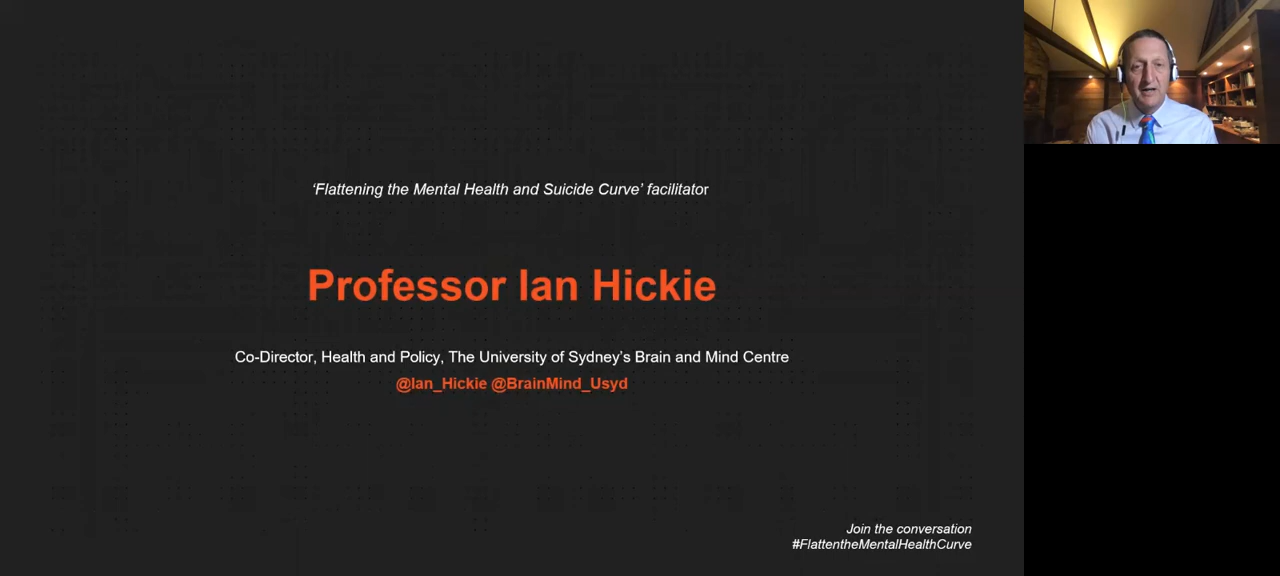 ‘Flattening the Mental Health and Suicide Curve’ facilitator
Professor Ian Hickie
Co-Director, Health and Policy, The University of Sydney’s Brain and Mind Centre
@Ian_Hickie @BrainMind_Usyd
Join the conversation
#FlattentheMentalHealthCurve